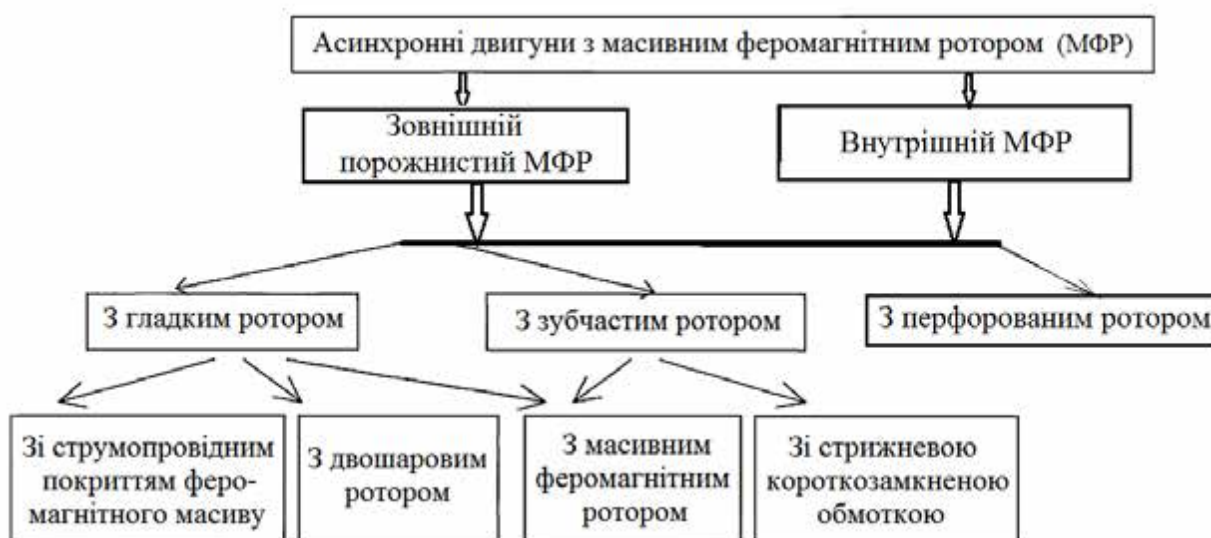 Асинхронні двигуни з масивним феромагнітним ротором (МФР)
Зовнішній
порожнистий МФР
Внутрішній МФР
З гладким ротором
З зубчастим ротором
З перфорованим ротором
Зі струмопровідним
покриттям феро-
магнітного масиву
З двошаровим
ротором
З масивним
феромагнітним
ротором
Зі стрижневою
короткозамкненою
обмоткою